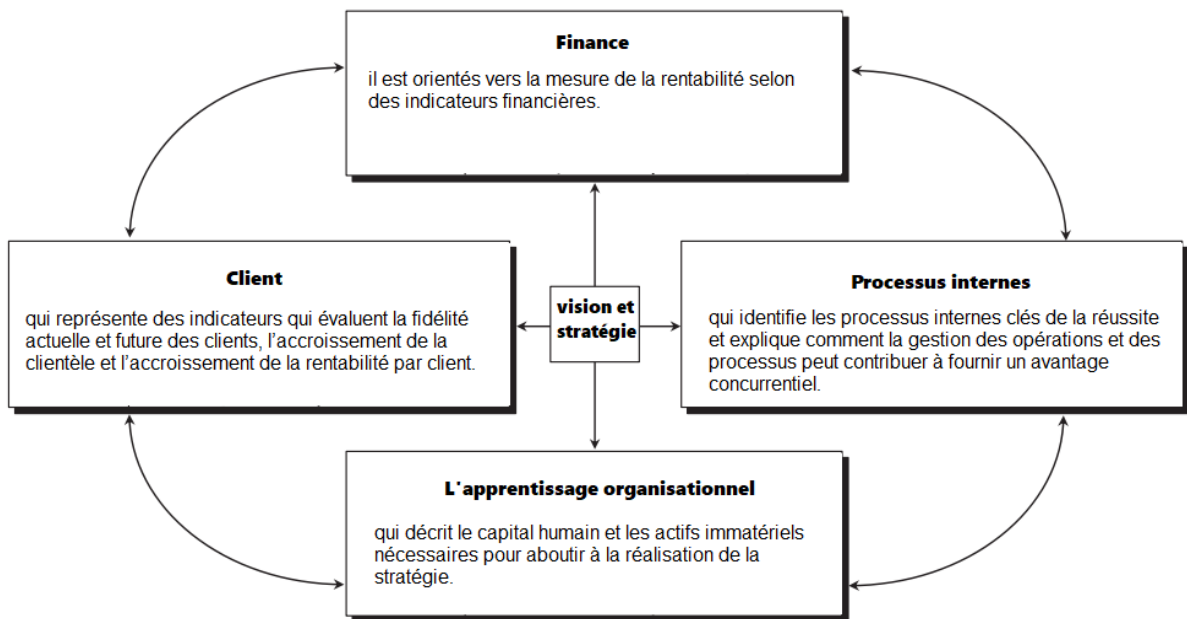 Finance
il est orientés vers la mesure de la rentabilité selon
des indicateurs financières.
Client
qui représente des indicateurs qui évaluent la fidélité
actuelle et future des clients, l’accroissement de la
clientèle et l’accroissement de la rentabilité par client.
vision et
stratégie
Processus internes
qui identifie les processus internes clés de la réussite
et explique comment la gestion des opérations et des
processus peut contribuer à fournir un avantage
concurrentiel.
L'apprentissage organisationnel
qui décrit le capital humain et les actifs immatériels
nécessaires pour aboutir à la réalisation de la
stratégie.